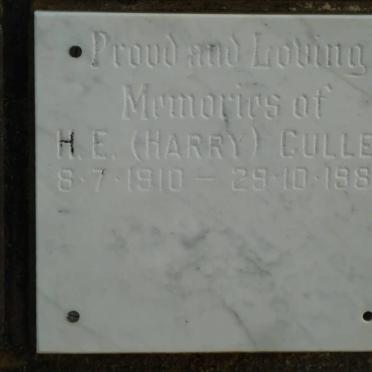 Proud and Loving
Memories of
H. E. (HARRY) CULLE
8·7·1910 — 29·10·198